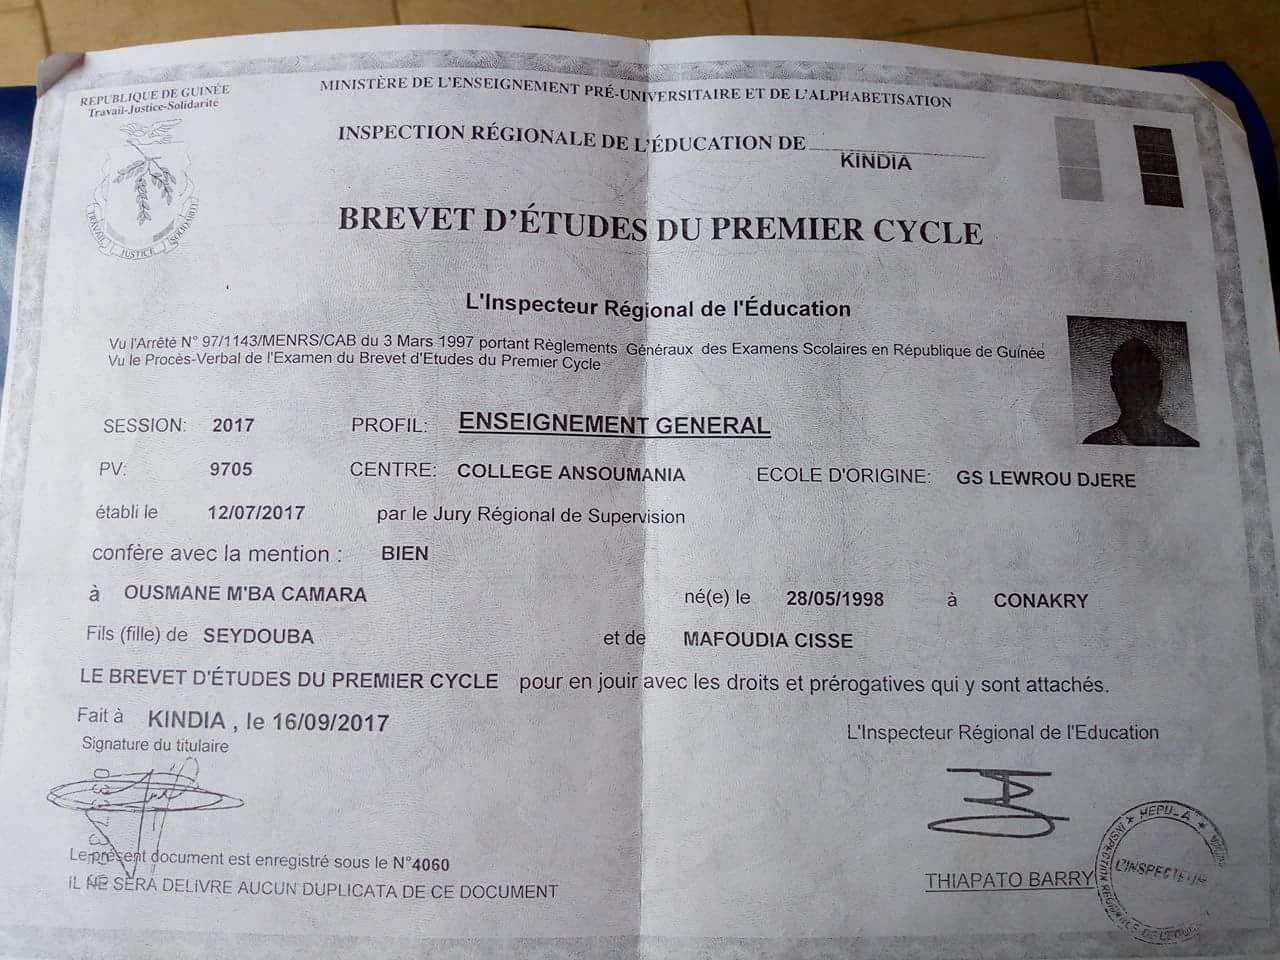 REPUBLIQUE DE GUINÉE
Travail-Justice-Solidarité
MINISTÈRE DE L'ENSEIGNEMENT PRÉ-UNIVERSITAIRE ET DE L'ALPHABETISATION
INSPECTION RÉGIONALE DE L'ÉDUCATION DE
KINDIA
TRAVAIL JUSTICE SOLIDARITÉ
BREVET D'ÉTUDES DU PREMIER CYCLE
L'Inspecteur Régional de l'Éducation
Vu l'Arrêté N° 97/1143/MENRS/CAB du 3 Mars 1997 portant Règlements Généraux des Examens Scolaires en République de Guinée
Vu le Procès-Verbal de l'Examen du Brevet d'Etudes du Premier Cycle
SESSION: 2017 PROFIL: ENSEIGNEMENT GENERAL
PV: 9705 CENTRE: COLLEGE ANSOUMANIA ECOLE D'ORIGINE: GS LEWROU DJERE
établi le 12/07/2017 par le Jury Régional de Supervision
confère avec la mention : BIEN
à OUSMANE M'BA CAMARA né(e) le 28/05/1998 à CONAKRY
Fils (fille) de SEYDOUBA et de MAFOUDIA CISSE
LE BREVET D'ÉTUDES DU PREMIER CYCLE pour en jouir avec les droits et prérogatives qui y sont attachés.
Fait à KINDIA , le 16/09/2017
L'Inspecteur Régional de l'Education
Signature du titulaire
Le présent document est enregistré sous le N°4060
IL NE SERA DELIVRE AUCUN DUPLICATA DE CE DOCUMENT
THIAPATO BARRY
L'INSPECTEUR